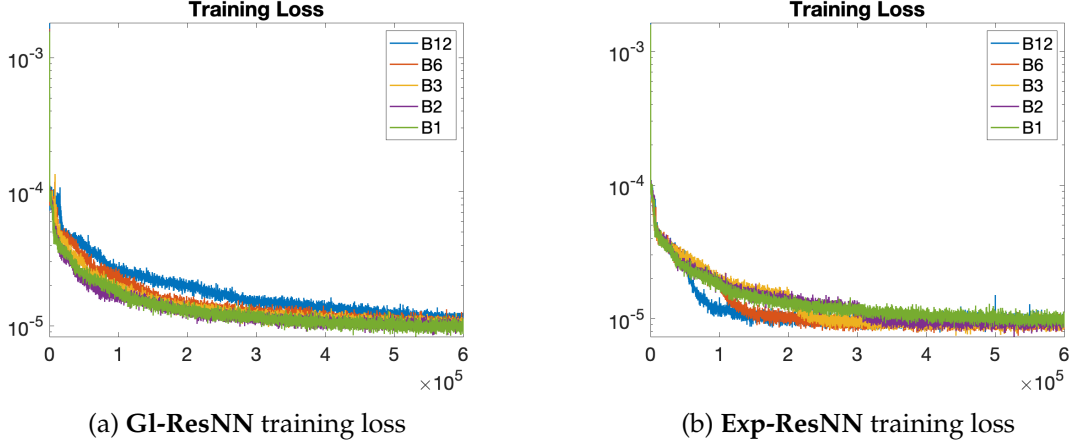 Training Loss
10^-3
10^-4
10^-5
B12
B6
B3
B2
B1
0 1 2 3 4 5 6
×10^5
(a) Gl-ResNN training loss
Training Loss
10^-3
10^-4
10^-5
B12
B6
B3
B2
B1
0 1 2 3 4 5 6
×10^5
(b) Exp-ResNN training loss